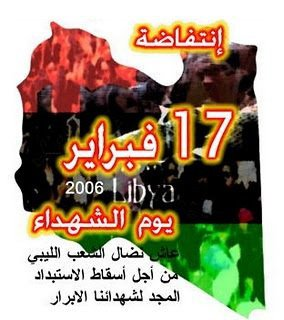 إنتفاضة
17 فبراير
2006 Libya
يوم الشهداء
عاش نضال الشعب الليبي
من أجل أسقاط الاستبداد
المجد لشهدائنا الابرار